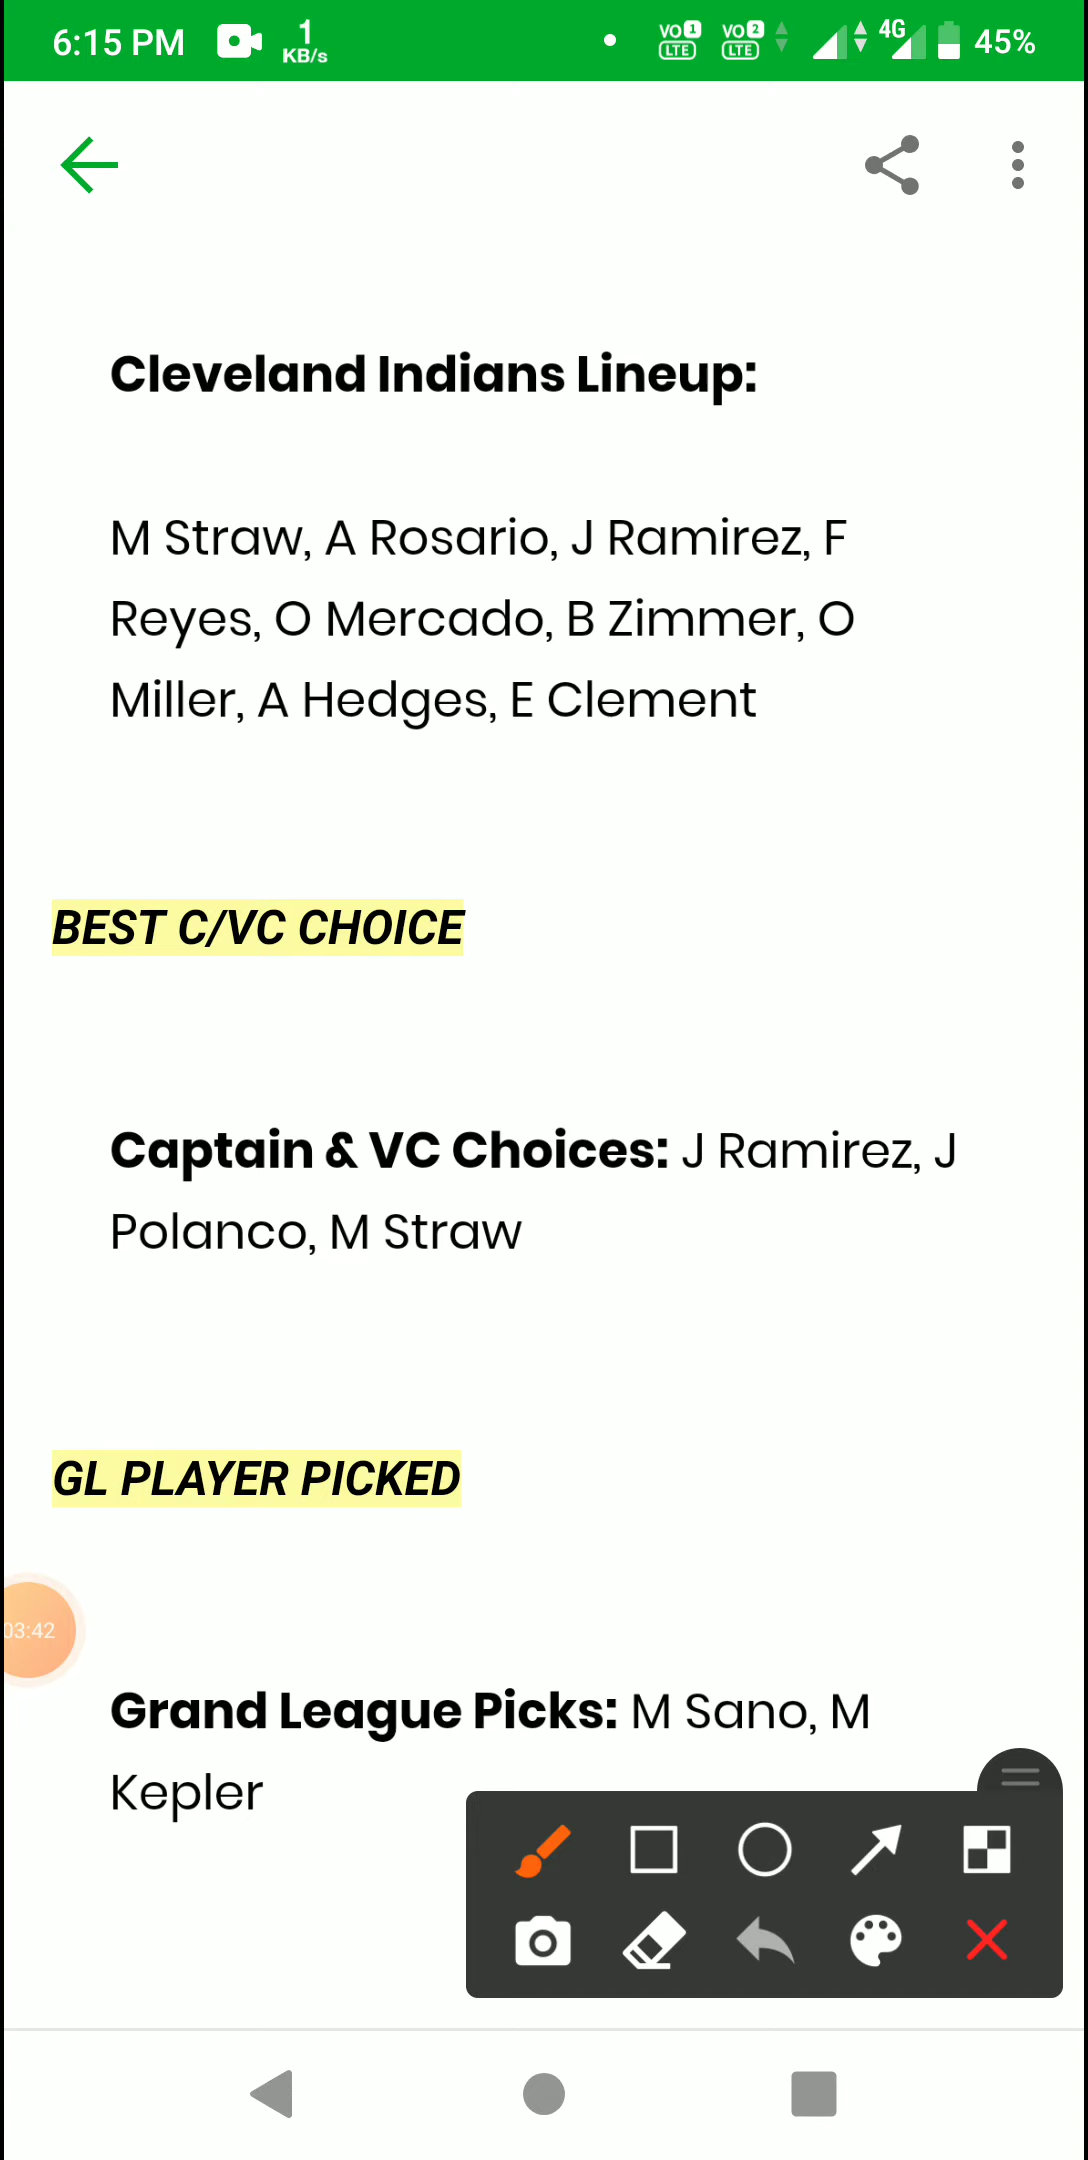 6:15 PM 1 KB/s VO 1 LTE VO 2 LTE 4G 45%
Cleveland Indians Lineup:
M Straw, A Rosario, J Ramirez, F
Reyes, O Mercado, B Zimmer, O
Miller, A Hedges, E Clement
BEST C/VC CHOICE
Captain & VC Choices: J Ramirez, J
Polanco, M Straw
GL PLAYER PICKED
03:42
Grand League Picks: M Sano, M
Kepler